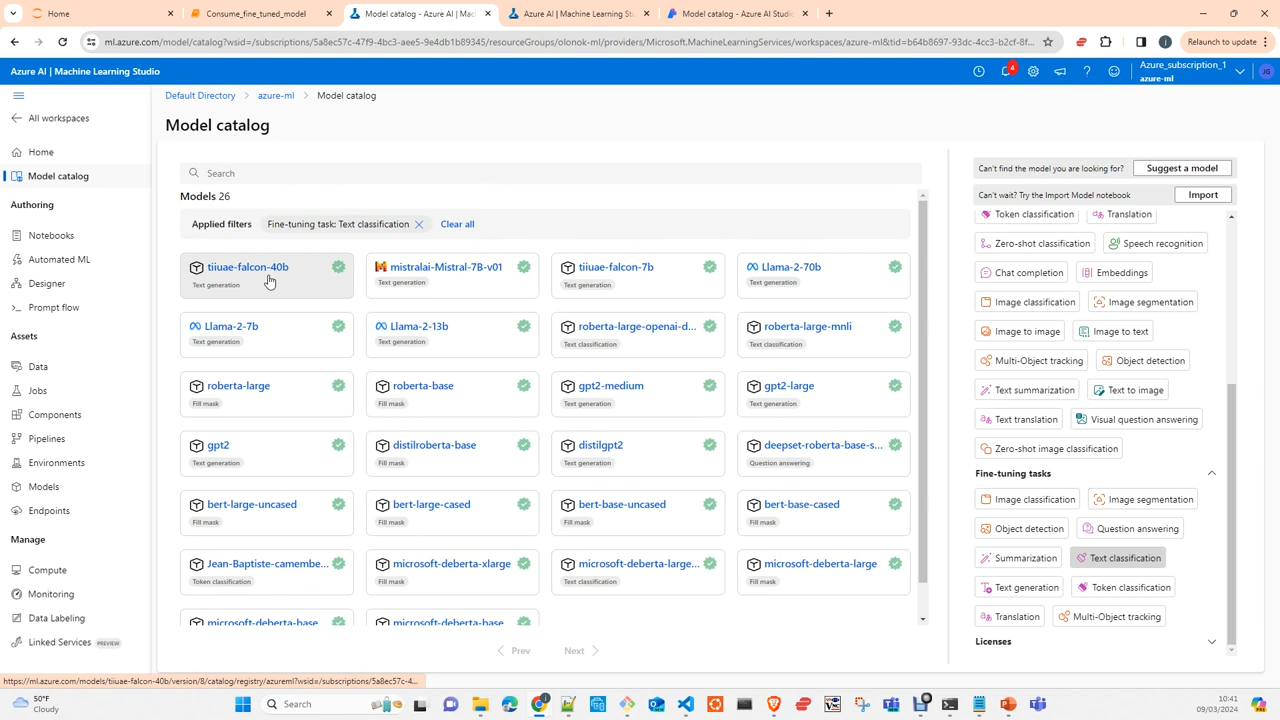 Home
Consume_fine_tuned_model
Model catalog - Azure AI | Mac
Azure AI | Machine Learning Stu
Model catalog - Azure AI Studio
ml.azure.com/model/catalog?wsid=/subscriptions/5a8ec57c-47f9-4bc3-aee5-9e4db1b89345/resourceGroups/olonok-ml/providers/Microsoft.MachineLearningServices/workspaces/azure-ml&tid=b64b8697-93dc-4cc3-b2cf-8f...
Relaunch to update
Azure AI | Machine Learning Studio
4
Azure_subscription_1
azure-ml
JG
All workspaces
Home
Model catalog
Authoring
Notebooks
Automated ML
Designer
Prompt flow
Assets
Data
Jobs
Components
Pipelines
Environments
Models
Endpoints
Manage
Compute
Monitoring
Data Labeling
Linked Services PREVIEW
Default Directory > azure-ml > Model catalog
Model catalog
Search
Models 26
Applied filters Fine-tuning task: Text classification Clear all
tiiuae-falcon-40b
Text generation
mistralai-Mistral-7B-v01
Text generation
tiiuae-falcon-7b
Text generation
Llama-2-70b
Text generation
Llama-2-7b
Text generation
Llama-2-13b
Text generation
roberta-large-openai-d...
Text classification
roberta-large-mnli
Text classification
roberta-large
Fill mask
roberta-base
Fill mask
gpt2-medium
Text generation
gpt2-large
Text generation
gpt2
Text generation
distilroberta-base
Fill mask
distilgpt2
Text generation
deepset-roberta-base-s...
Question answering
bert-large-uncased
Fill mask
bert-large-cased
Fill mask
bert-base-uncased
Fill mask
bert-base-cased
Fill mask
Jean-Baptiste-camembe...
Token classification
microsoft-deberta-xlarge
Fill mask
microsoft-deberta-large...
Text classification
microsoft-deberta-large
Fill mask
microsoft-deberta-base
microsoft-deberta-base
Prev Next
Can't find the model you are looking for? Suggest a model
Can't wait? Try the Import Model notebook Import
Token classification Translation
Zero-shot classification Speech recognition
Chat completion Embeddings
Image classification Image segmentation
Image to image Image to text
Multi-Object tracking Object detection
Text summarization Text to image
Text translation Visual question answering
Zero-shot image classification
Fine-tuning tasks
Image classification Image segmentation
Object detection Question answering
Summarization Text classification
Text generation Token classification
Translation Multi-Object tracking
Licenses
https://ml.azure.com/models/tiiuae-falcon-40b/version/8/catalog/registry/azureml?wsid=/subscriptions/5a8ec57c-4...
50°F
Cloudy
Search
10:41
09/03/2024